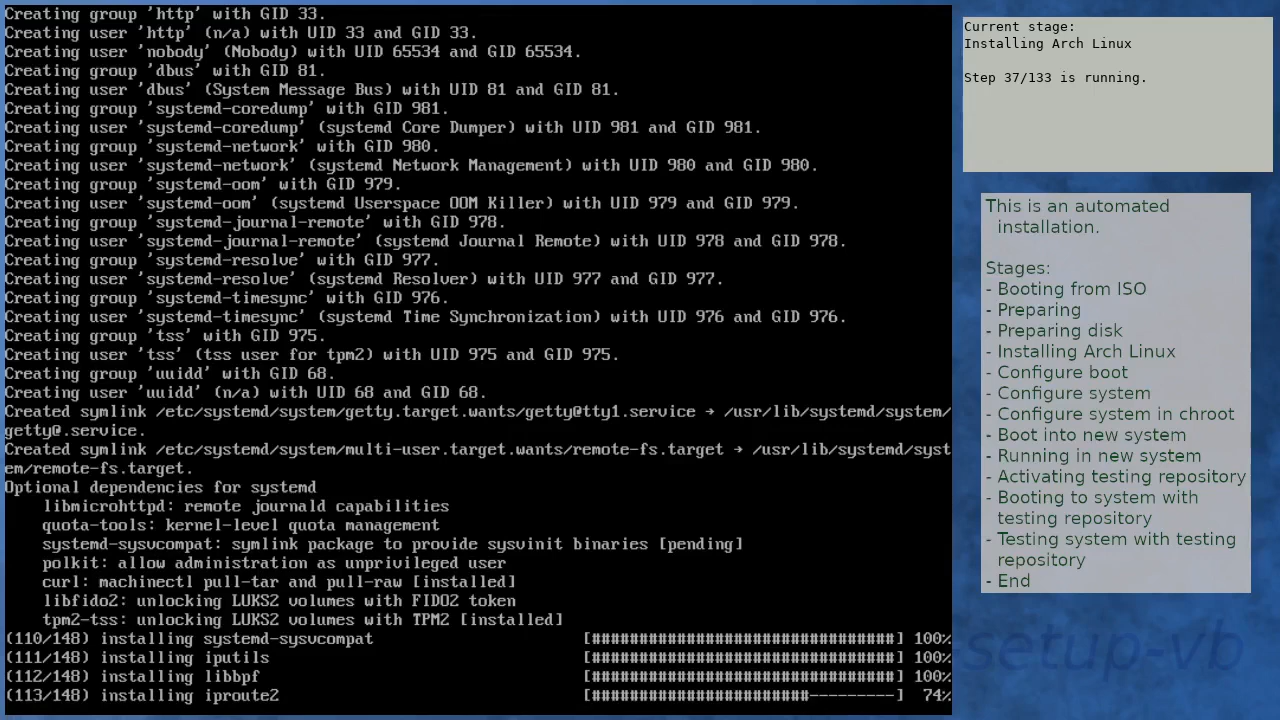 Creating group 'http' with GID 33.
Creating user 'http' (n/a) with UID 33 and GID 33.
Creating user 'nobody' (Nobody) with UID 65534 and GID 65534.
Creating group 'dbus' with GID 81.
Creating user 'dbus' (System Message Bus) with UID 81 and GID 81.
Creating group 'systemd-coredump' with GID 981.
Creating user 'systemd-coredump' (systemd Core Dumper) with UID 981 and GID 981.
Creating group 'systemd-network' with GID 980.
Creating user 'systemd-network' (systemd Network Management) with UID 980 and GID 980.
Creating group 'systemd-oom' with GID 979.
Creating user 'systemd-oom' (systemd Userspace OOM Killer) with UID 979 and GID 979.
Creating group 'systemd-journal-remote' with GID 978.
Creating user 'systemd-journal-remote' (systemd Journal Remote) with UID 978 and GID 978.
Creating group 'systemd-resolve' with GID 977.
Creating user 'systemd-resolve' (systemd Resolver) with UID 977 and GID 977.
Creating group 'systemd-timesync' with GID 976.
Creating user 'systemd-timesync' (systemd Time Synchronization) with UID 976 and GID 976.
Creating group 'tss' with GID 975.
Creating user 'tss' (tss user for tpm2) with UID 975 and GID 975.
Creating group 'uuidd' with GID 68.
Creating user 'uuidd' (n/a) with UID 68 and GID 68.
Created symlink /etc/systemd/system/getty.target.wants/getty@tty1.service → /usr/lib/systemd/system/
getty@.service.
Created symlink /etc/systemd/system/multi-user.target.wants/remote-fs.target → /usr/lib/systemd/syst
em/remote-fs.target.
Optional dependencies for systemd
    libmicrohttpd: remote journald capabilities
    quota-tools: kernel-level quota management
    systemd-sysvcompat: symlink package to provide sysvinit binaries [pending]
    polkit: allow administration as unprivileged user
    curl: machinectl pull-tar and pull-raw [installed]
    libfido2: unlocking LUKS2 volumes with FIDO2 token
    tpm2-tss: unlocking LUKS2 volumes with TPM2 [installed]
(110/148) installing systemd-sysvcompat [################################] 100%
(111/148) installing iputils [################################] 100%
(112/148) installing libbpf [################################] 100%
(113/148) installing iproute2 [#######################---------] 74%
Current stage:
Installing Arch Linux
Step 37/133 is running.
This is an automated
installation.
Stages:
- Booting from ISO
- Preparing
- Preparing disk
- Installing Arch Linux
- Configure boot
- Configure system
- Configure system in chroot
- Boot into new system
- Running in new system
- Activating testing repository
- Booting to system with
testing repository
- Testing system with testing
repository
- End
setup-vb